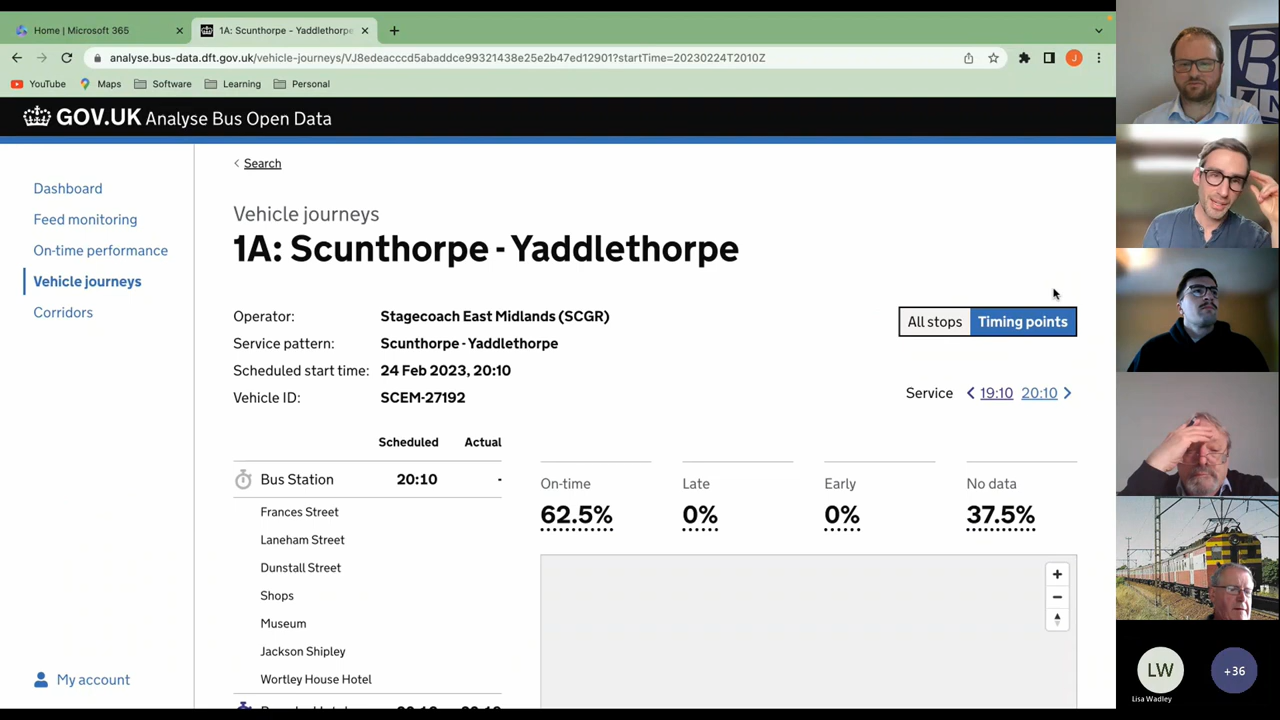 Home | Microsoft 365
1A: Scunthorpe - Yaddlethorpe
analyse.bus-data.dft.gov.uk/vehicle-journeys/VJ8edeacccd5abaddce99321438e25e2b47ed12901?startTime=20230224T2010Z
J
YouTube Maps Software Learning Personal
GOV.UK Analyse Bus Open Data
Dashboard
Feed monitoring
On-time performance
Vehicle journeys
Corridors
My account
Search
Vehicle journeys
1A: Scunthorpe - Yaddlethorpe
Operator: Stagecoach East Midlands (SCGR)
Service pattern: Scunthorpe - Yaddlethorpe
Scheduled start time: 24 Feb 2023, 20:10
Vehicle ID: SCEM-27192
All stops Timing points
Service 19:10 20:10
Scheduled Actual
Bus Station 20:10 -
Frances Street
Laneham Street
Dunstall Street
Shops
Museum
Jackson Shipley
Wortley House Hotel
On-time Late Early No data
62.5% 0% 0% 37.5%
LW
Lisa Wadley
+36